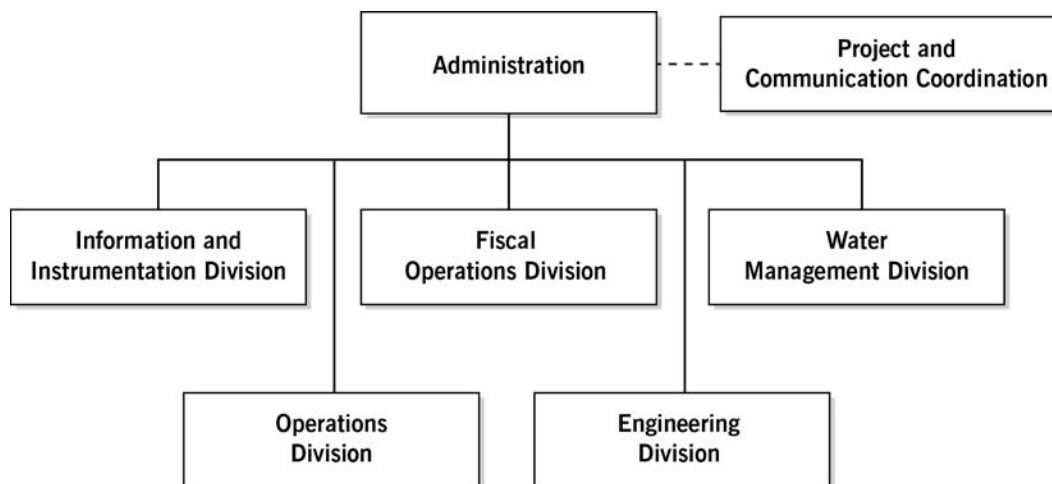 Administration
Project and
Communication Coordination
Information and
Instrumentation Division
Fiscal
Operations Division
Water
Management Division
Operations
Division
Engineering
Division